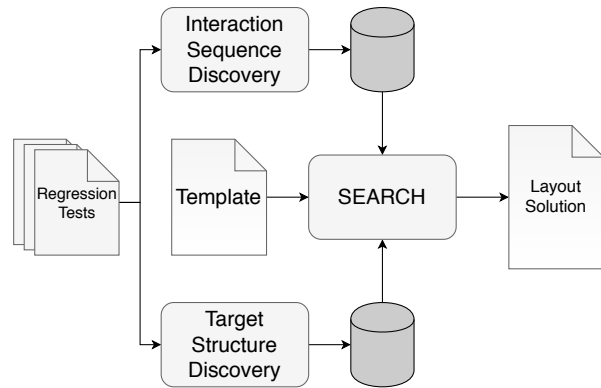 Interaction
Sequence
Discovery
Regression
Tests
Template
SEARCH
Layout
Solution
Target
Structure
Discovery